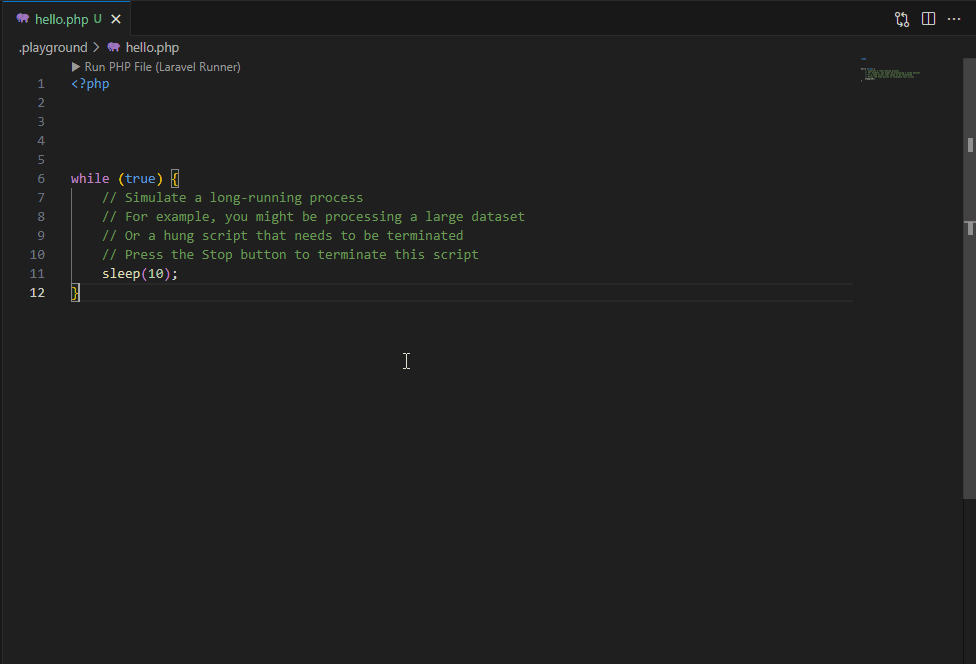 hello.php U
.playground > hello.php
Run PHP File (Laravel Runner)
1 <?php
2
3
4
5
6 while (true) {
7     // Simulate a long-running process
8     // For example, you might be processing a large dataset
9     // Or a hung script that needs to be terminated
10     // Press the Stop button to terminate this script
11     sleep(10);
12 }